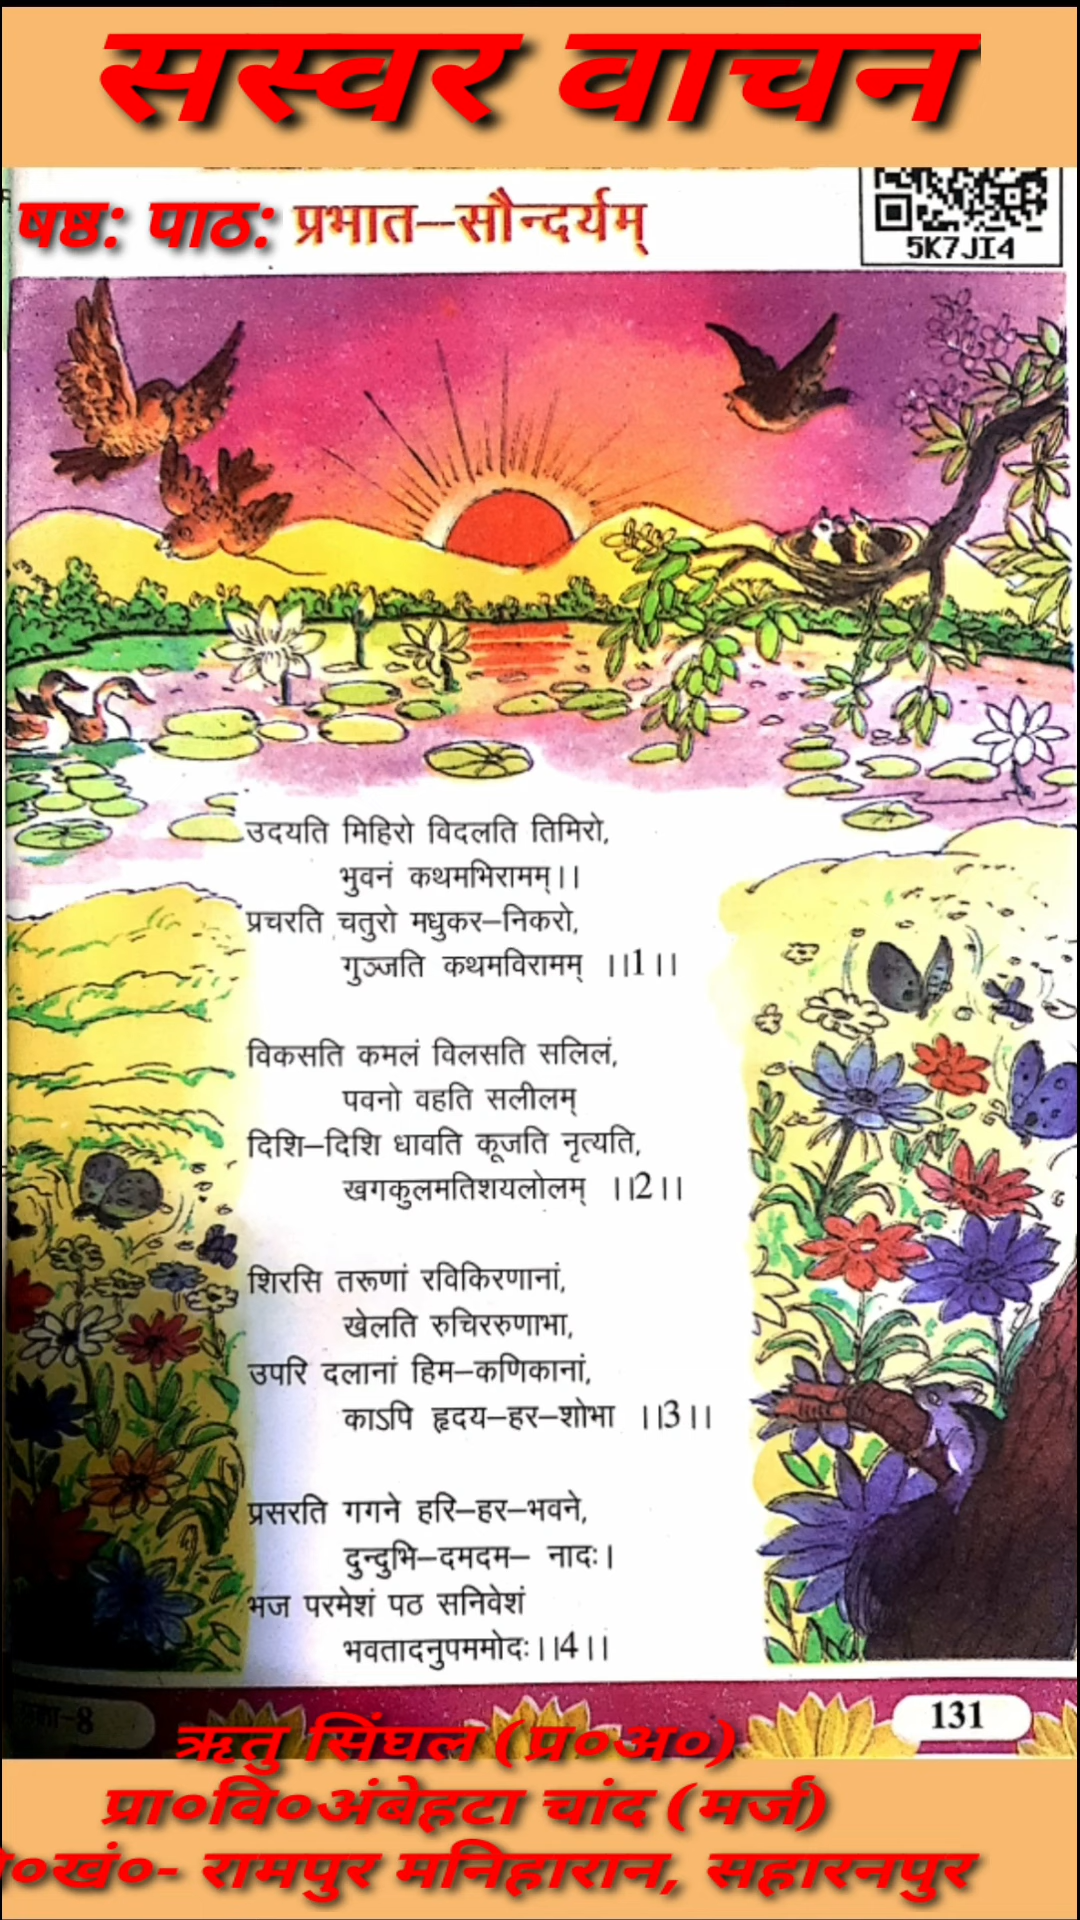 सस्वर वाचन
षष्ठ: पाठ: प्रभात–सौन्दर्यम्
5K7JI4
उदयति मिहिरो विदलति तिमिरो,
भुवनं कथमभिरामम्।।
प्रचरति चतुरो मधुकर–निकरो,
गुञ्जति कथमविरामम् ।।1।।
विकसति कमलं विलसति सलिलं,
पवनो वहति सलीलम्
दिशि–दिशि धावति कूजति नृत्यति,
खगकुलमतिशयलोलम् ।।2।।
शिरसि तरूणां रविकिरणानां,
खेलति रुचिररुणाभा,
उपरि दलानां हिम–कणिकानां,
काऽपि हृदय–हर–शोभा ।।3।।
प्रसरति गगने हरि–हर–भवने,
दुन्दुभि–दमदम– नादः।
भज परमेशं पठ सनिवेशं
भवतादनुपममोदः।।4।।
–8
131
ऋतु सिंघल (प्र०अ०)
प्रा०वि०अंबेहटा चांद (मर्ज)
०खं०- रामपुर मनिहारान, सहारनपुर